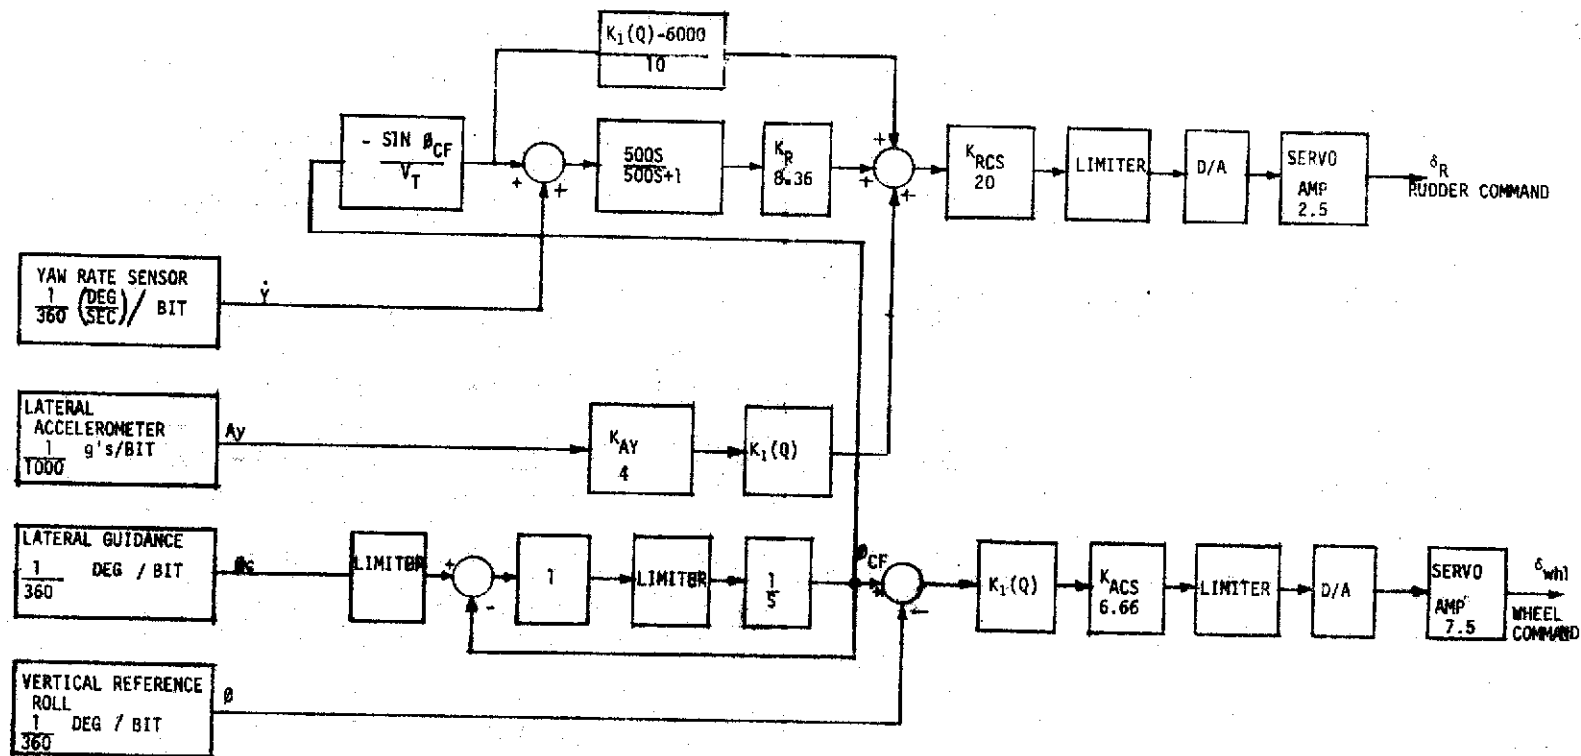 K₁(Q)-6000
10
- SIN ØCF
VT
500S
500S+1
KR
8.36
KRCS
20
LIMITER
D/A
SERVO
AMP
2.5
δR
RUDDER COMMAND
+
+
+
+
+
YAW RATE SENSOR
1
360
(DEG
SEC)/ BIT
Ẏ
LATERAL
ACCELEROMETER
1
1000
g's/BIT
Ay
KAY
4
K₁(Q)
LATERAL GUIDANCE
1
360
DEG / BIT
Øc
LIMITER
+
-
1
LIMITER
1
S
ØCF
+
-
K₁(Q)
KACS
6.66
LIMITER
D/A
SERVO
AMP
7.5
δwhl
WHEEL
COMMAND
VERTICAL REFERENCE
ROLL
1
360
DEG / BIT
Ø